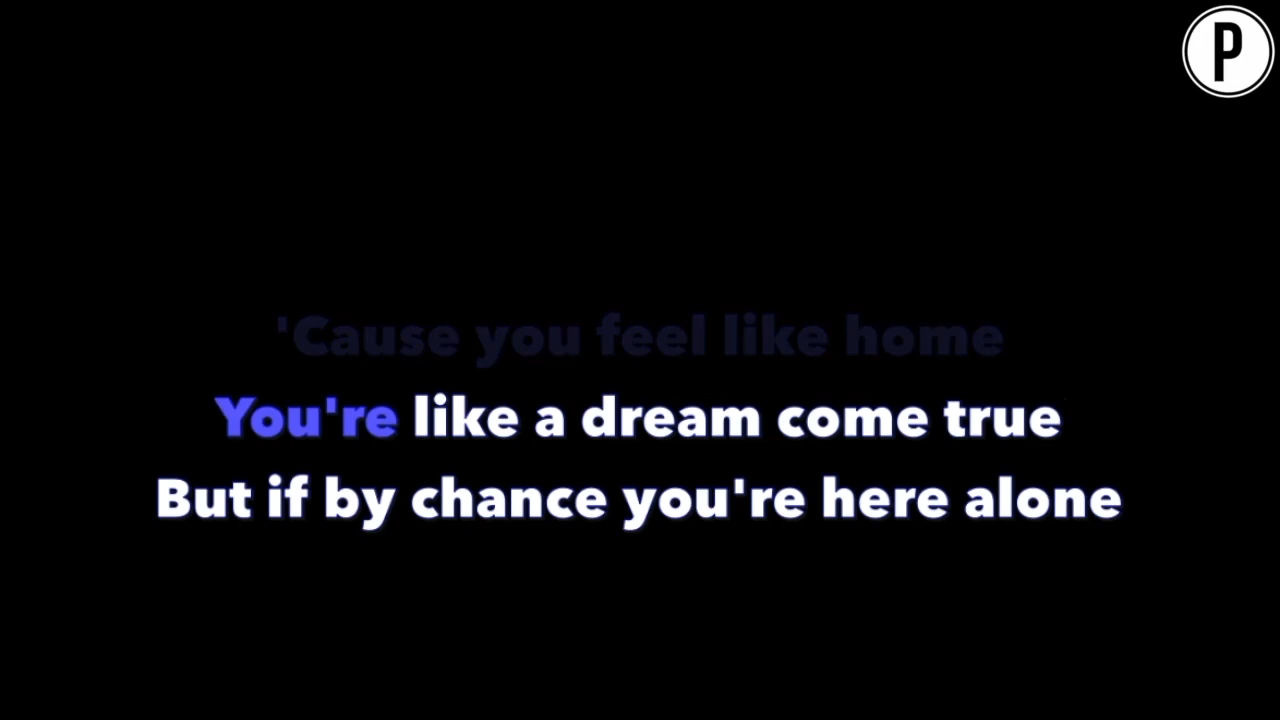 P
'Cause you feel like home
You're like a dream come true
But if by chance you're here alone